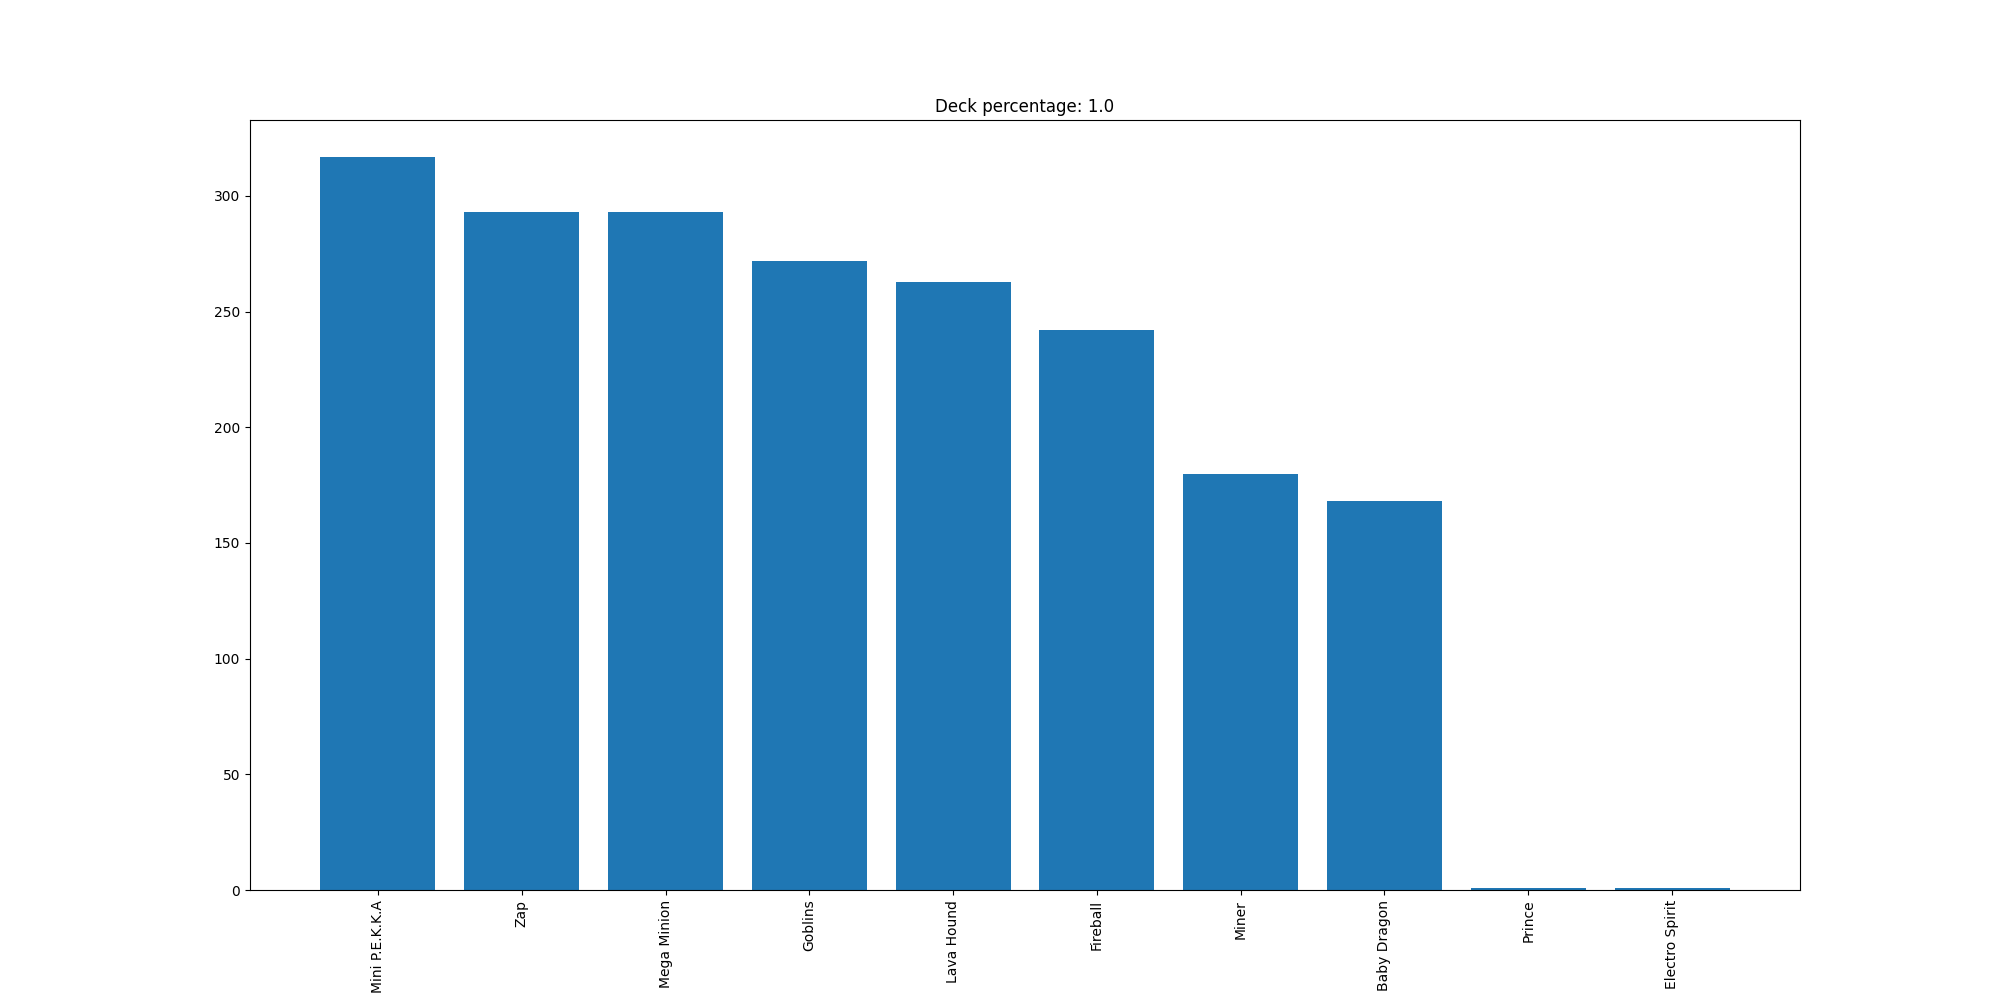 Deck percentage: 1.0
300
250
200
150
100
50
0
Mini P.E.K.K.A
Zap
Mega Minion
Goblins
Lava Hound
Fireball
Miner
Baby Dragon
Prince
Electro Spirit